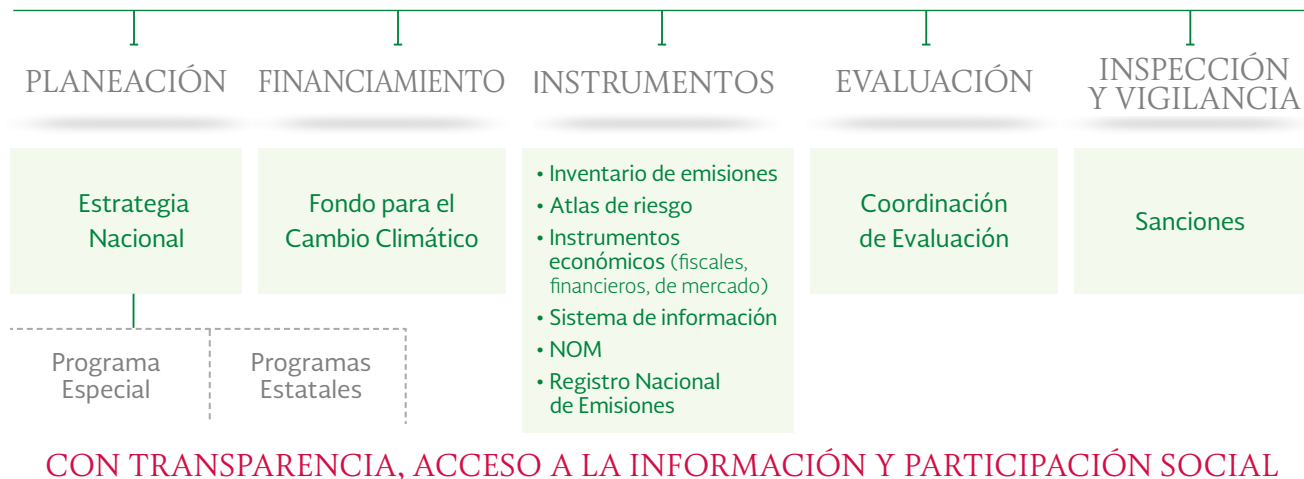 PLANEACIÓN
FINANCIAMIENTO
INSTRUMENTOS
EVALUACIÓN
INSPECCIÓN
Y VIGILANCIA
Estrategia
Nacional
Fondo para el
Cambio Climático
• Inventario de emisiones
• Atlas de riesgo
• Instrumentos
económicos (fiscales,
financieros, de mercado)
• Sistema de información
• NOM
• Registro Nacional
de Emisiones
Coordinación
de Evaluación
Sanciones
Programa
Especial
Programas
Estatales
CON TRANSPARENCIA, ACCESO A LA INFORMACIÓN Y PARTICIPACIÓN SOCIAL